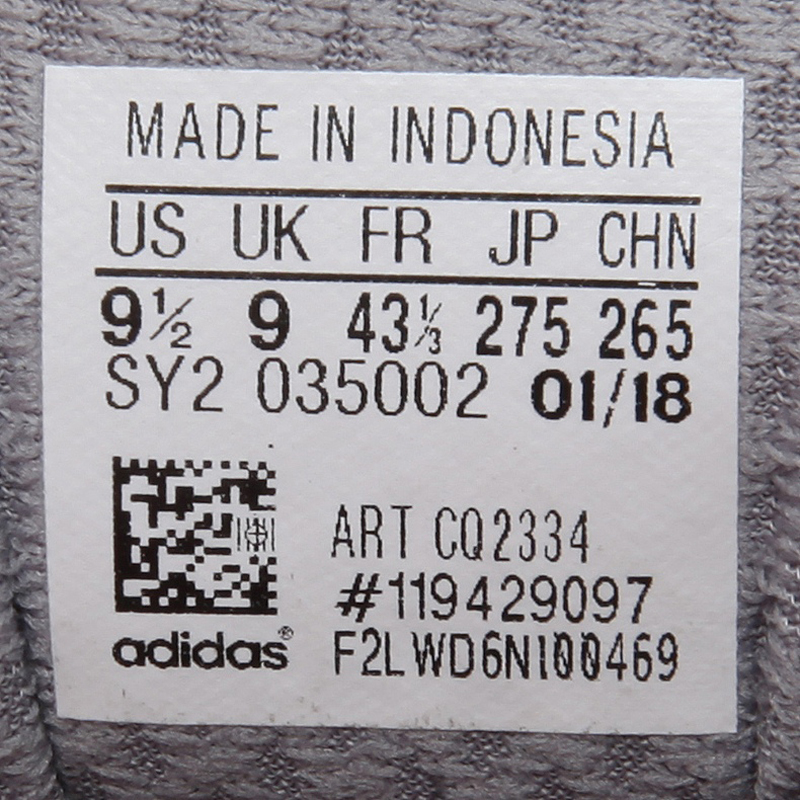 MADE IN INDONESIA
US UK FR JP CHN
9½ 9 43⅓ 275 265
SY2 035002 01/18
ART CQ2334
#119429097
adidas® F2LWD6N100469